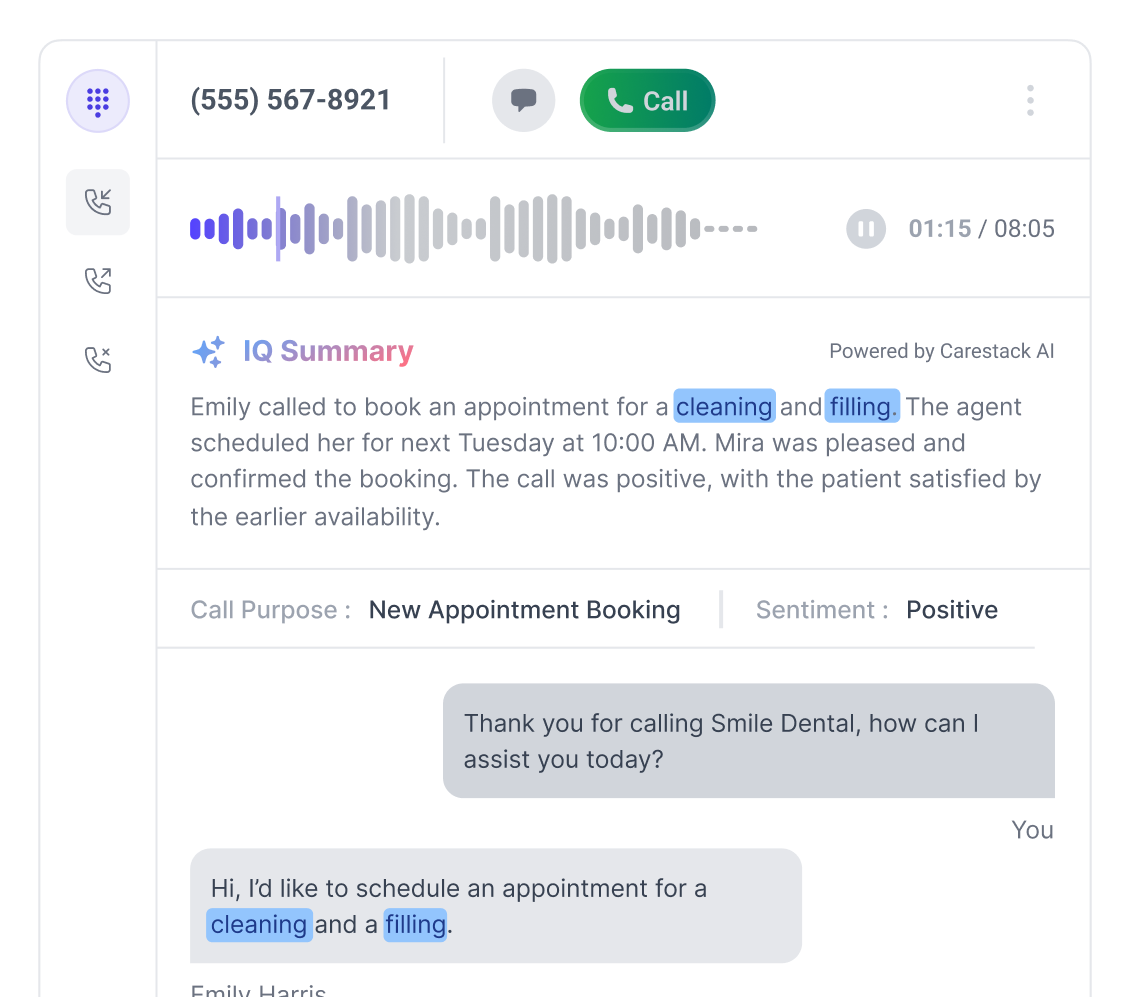 (555) 567-8921
Call
01:15 / 08:05
IQ Summary
Powered by Carestack AI
Emily called to book an appointment for a cleaning and filling. The agent
scheduled her for next Tuesday at 10:00 AM. Mira was pleased and
confirmed the booking. The call was positive, with the patient satisfied by
the earlier availability.
Call Purpose : New Appointment Booking
Sentiment : Positive
Thank you for calling Smile Dental, how can I
assist you today?
You
Hi, I’d like to schedule an appointment for a
cleaning and a filling.
Emily Harris